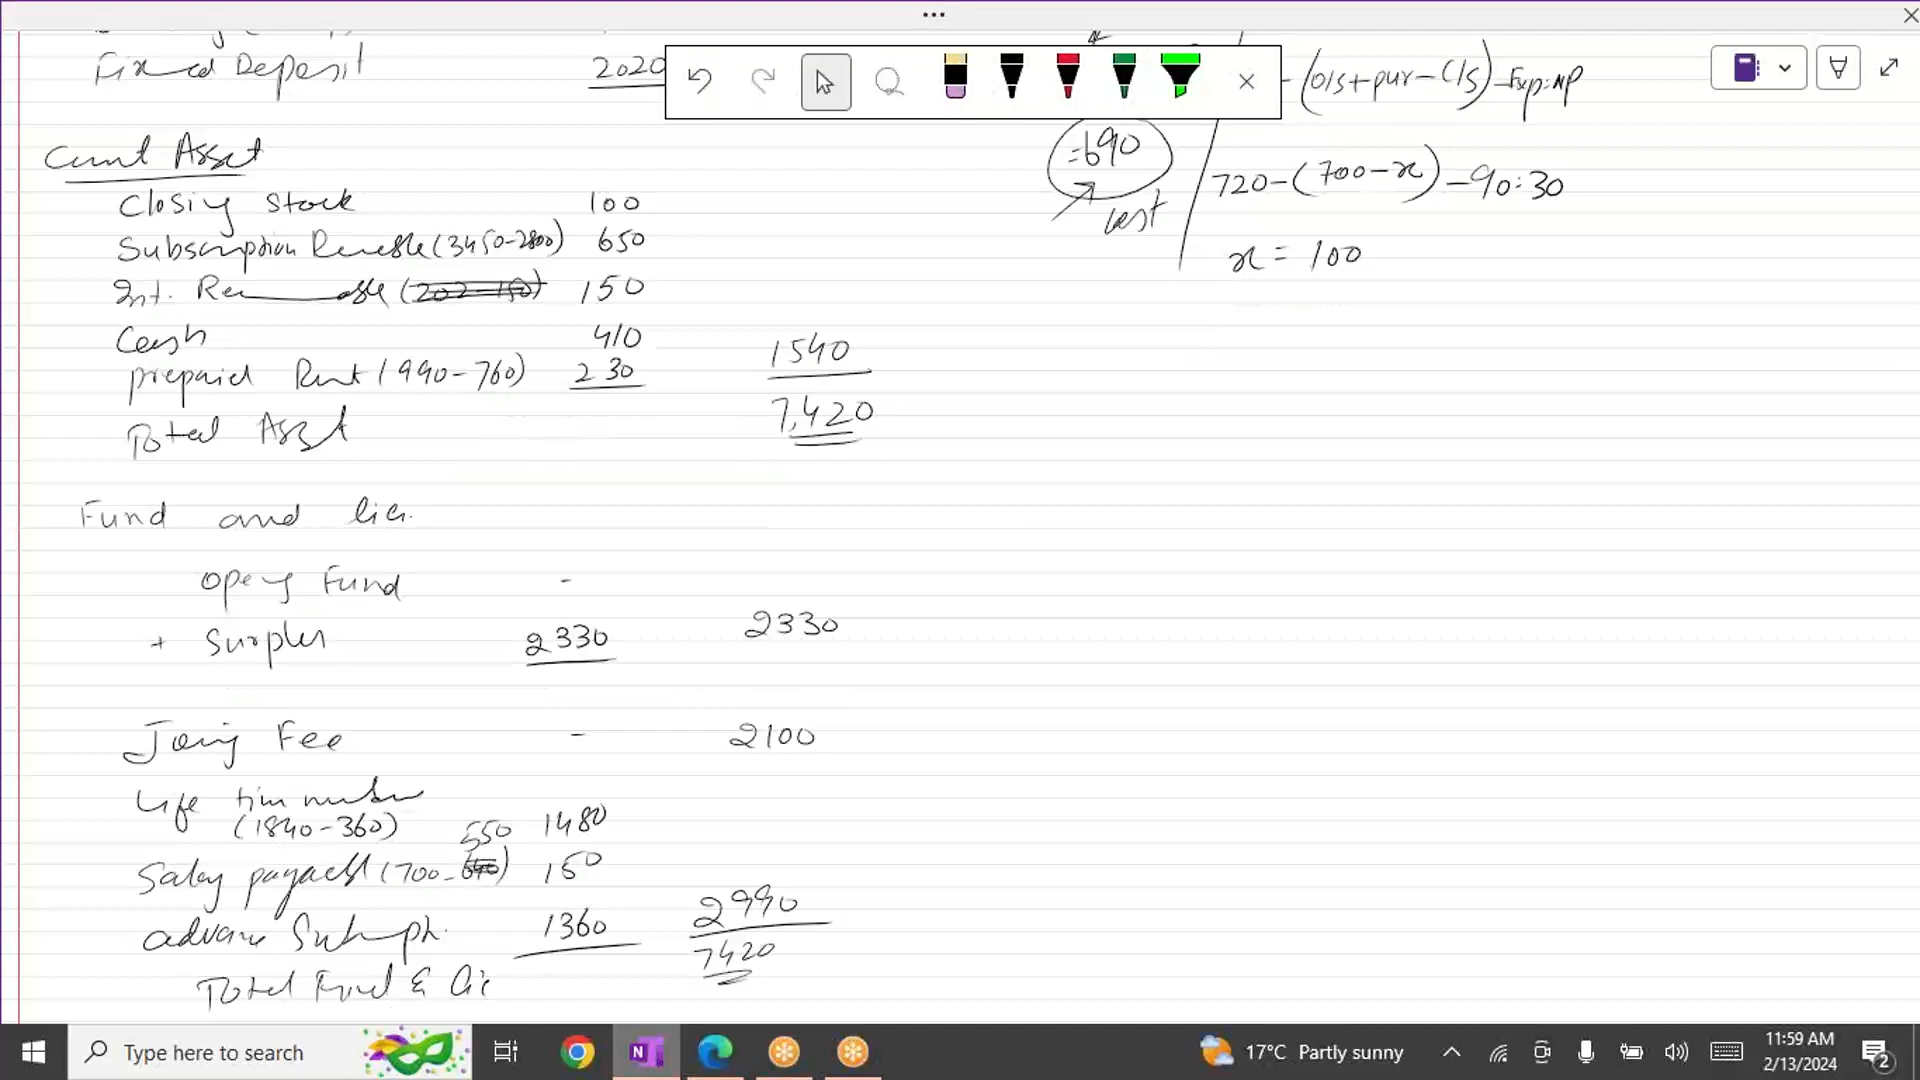 Fixed Deposit 2020
- (o/s + pur - C/S) - Exp = NP
Current Asset
Closing Stock 100
Subscription Receivable (3450-2800) 650
Int. Receivable (202-150) 150
Cash 410 1540
prepaid Rent (990-760) 230
Total Asset 7,420
= 690
cost
720 - (700 - x) - 90 = 30
x = 100
Fund and lia.
Opening Fund -
+ Surplus 2330 2330
Joining Fee - 2100
Life time member
(1840-360) 1480
550
Salary payable (700- ) 150
advance Subscription 1360 2990
7420
Total Fund & Lia
Type here to search
17°C Partly sunny
11:59 AM
2/13/2024
2